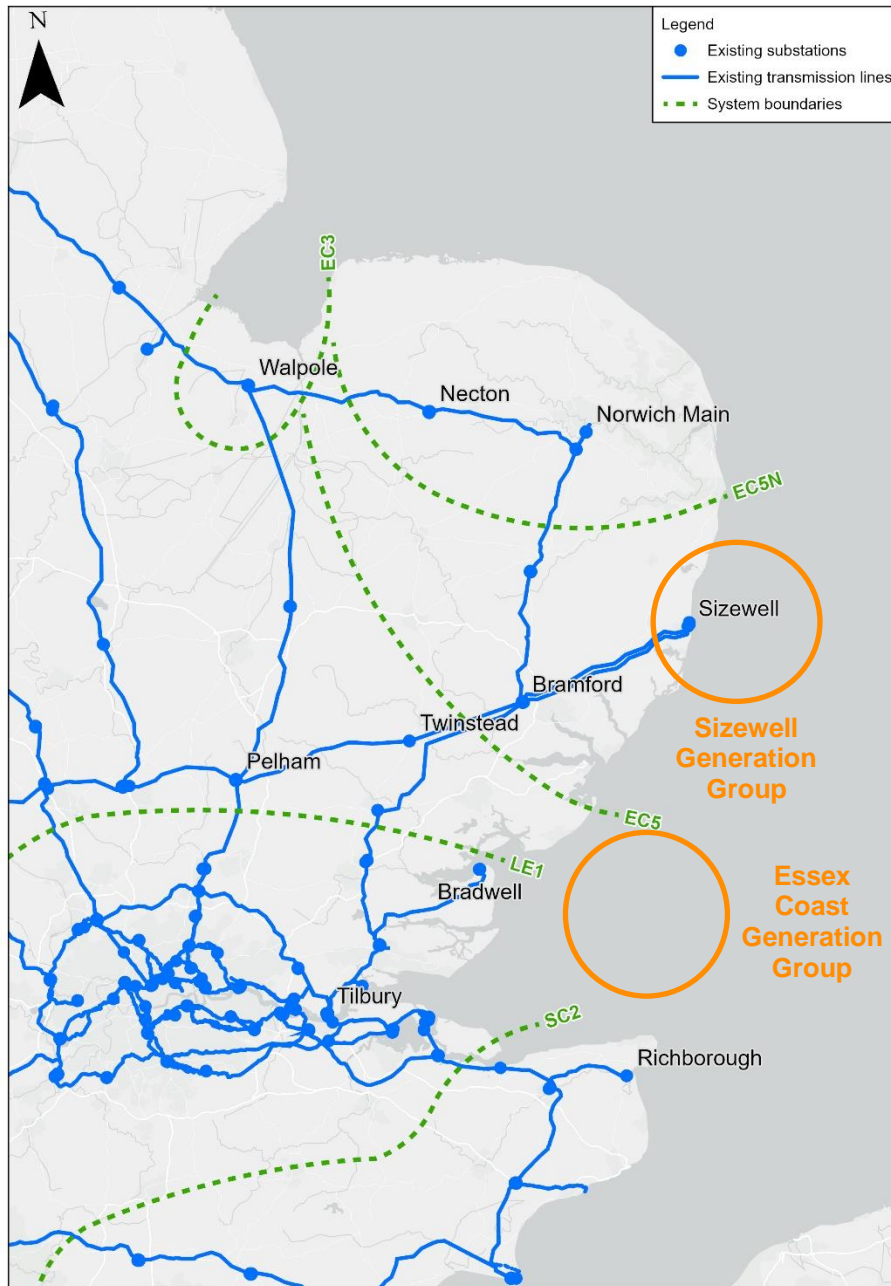 N
Legend
Existing substations
Existing transmission lines
System boundaries
EC3
Walpole
Necton
Norwich Main
EC5N
Sizewell
Bramford
Sizewell
Generation
Group
Twinstead
Pelham
EC5
LE1
Bradwell
Essex
Coast
Generation
Group
Tilbury
SC2
Richborough